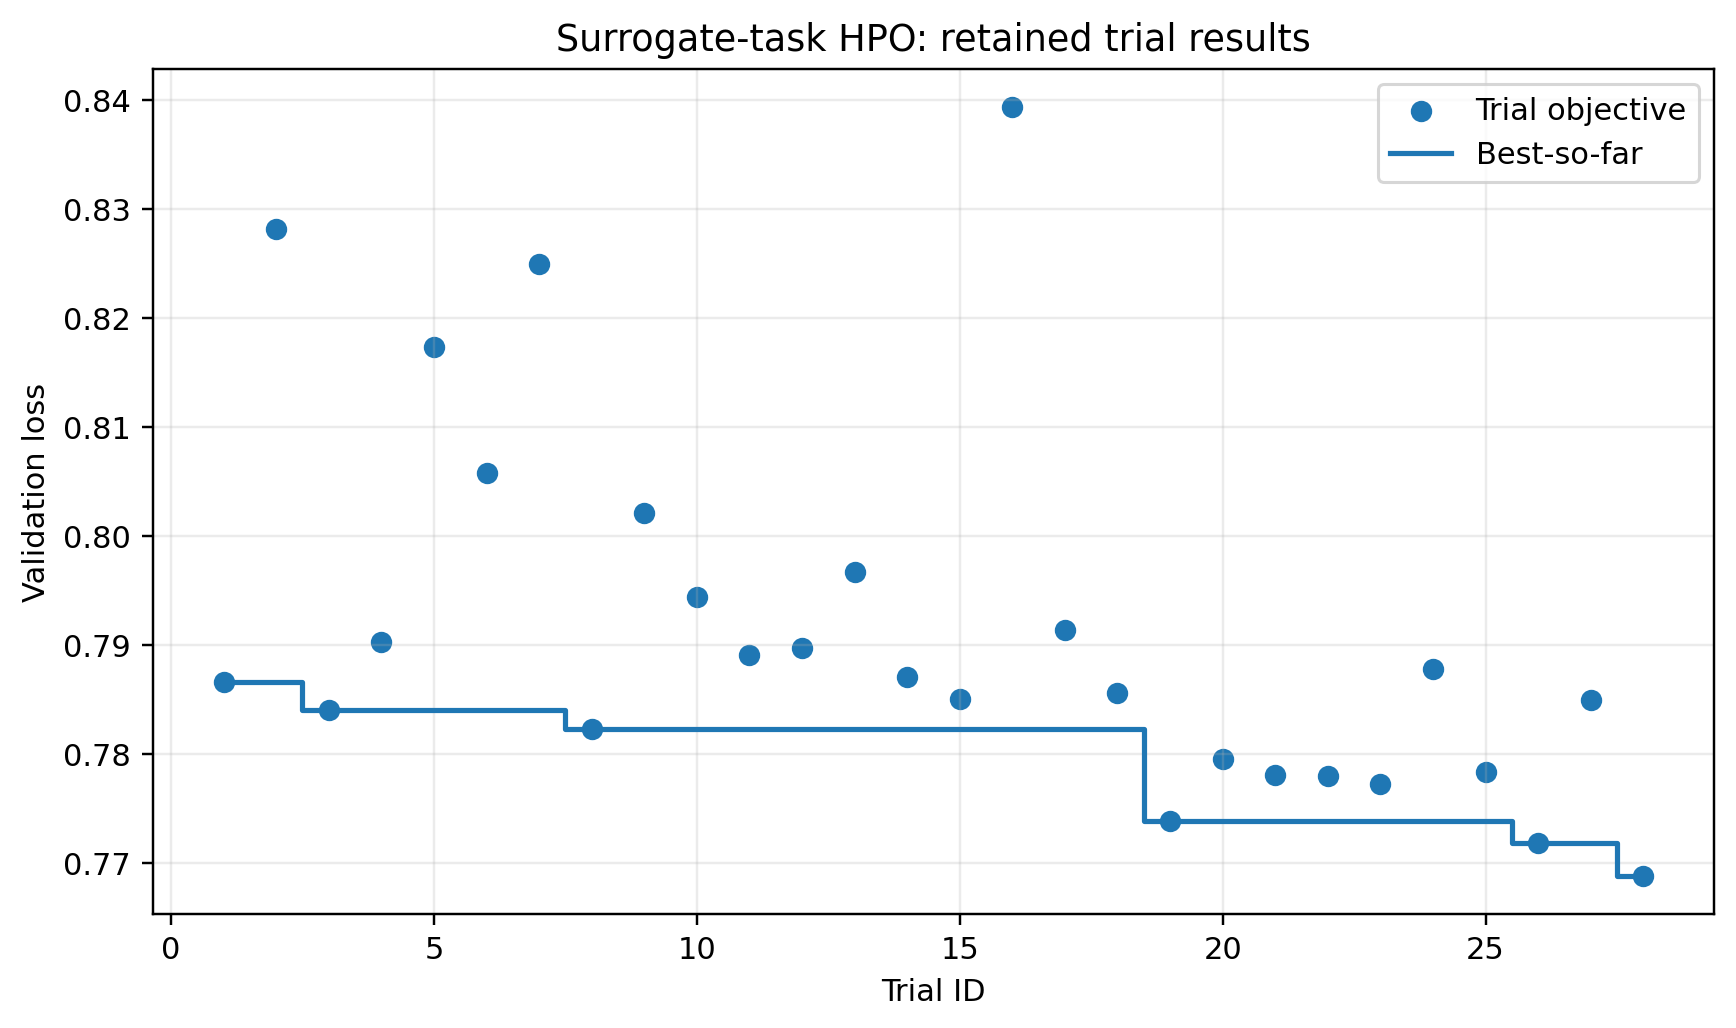 Surrogate-task HPO: retained trial results
Trial objective
Best-so-far
0.84
0.83
0.82
0.81
0.80
0.79
0.78
0.77
Validation loss
0 5 10 15 20 25
Trial ID